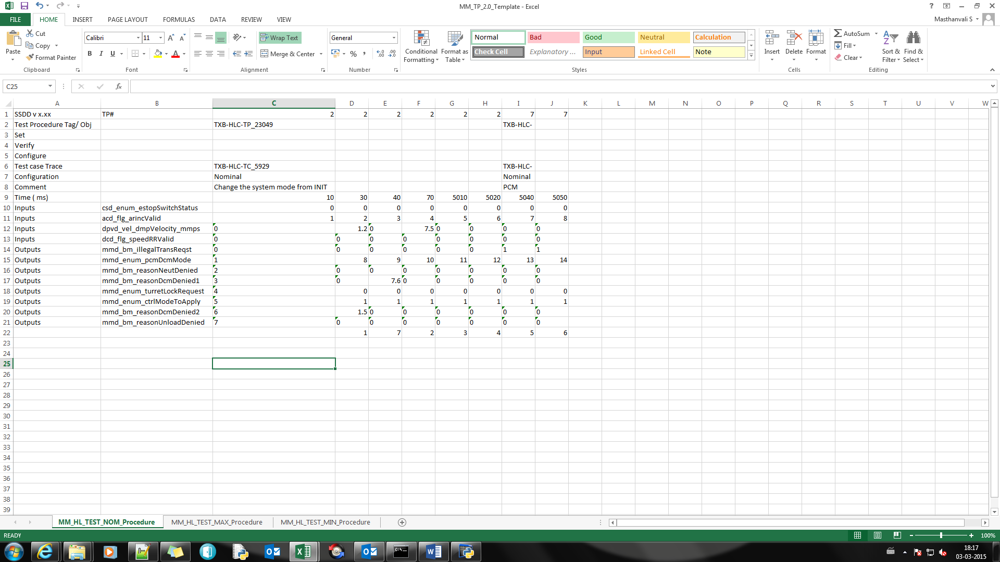 MM_TP_2.0_Template - Excel
FILE HOME INSERT PAGE LAYOUT FORMULAS DATA REVIEW VIEW
Masthanvali S
Paste
Cut
Copy
Format Painter
Clipboard
Calibri 11
B I U
Font
Wrap Text
Merge & Center
Alignment
General
Number
Conditional Formatting
Format as Table
Normal Bad Good Neutral Calculation
Check Cell Explanatory ... Input Linked Cell Note
Styles
Insert Delete Format
Cells
AutoSum
Fill
Clear
Sort & Filter
Find & Select
Editing
C25
fx
A B C D E F G H I J K L M N O P Q R S T U V W
1 SSDD v x.xx TP# 2 2 2 2 2 2 7 7
2 Test Procedure Tag/ Obj TXB-HLC-TP_23049 TXB-HLC-
3 Set
4 Verify
5 Configure
6 Test case Trace TXB-HLC-TC_5929 TXB-HLC-
7 Configuration Nominal Nominal
8 Comment Change the system mode from INIT PCM
9 Time ( ms) 10 30 40 70 5010 5020 5040 5050
10 Inputs csd_enum_estopSwitchStatus 0 0 0 0 0 0 0 0
11 Inputs acd_flg_arincValid 1 2 3 4 5 6 7 8
12 Inputs dpvd_vel_dmpVelocity_mmps 0 1.2 0 7.5 0 0 0 0
13 Inputs dcd_flg_speedRRValid 0 0 0 0 0 0 0 0
14 Outputs mmd_bm_illegalTransReqst 0 0 0 0 0 0 1 1
15 Outputs mmd_enum_pcmDcmMode 1 8 9 10 11 12 13 14
16 Outputs mmd_bm_reasonNeutDenied 2 0 0 0 0 0 0 0
17 Outputs mmd_bm_reasonDcmDenied1 3 0 7.6 0 0 0 0 0
18 Outputs mmd_enum_turretLockRequest 4 0 0 0 0 0 0 0
19 Outputs mmd_enum_ctrlModeToApply 5 1 1 1 1 1 1 1
20 Outputs mmd_bm_reasonDcmDenied2 6 1.5 0 0 0 0 0 0
21 Outputs mmd_bm_reasonUnloadDenied 7 0 0 0 0 0 0 0
22 1 7 2 3 4 5 6
23
24
25
26
27
28
29
30
31
32
33
34
35
36
37
38
39
MM_HL_TEST_NOM_Procedure MM_HL_TEST_MAX_Procedure MM_HL_TEST_MIN_Procedure
READY
100%
18:17
03-03-2015